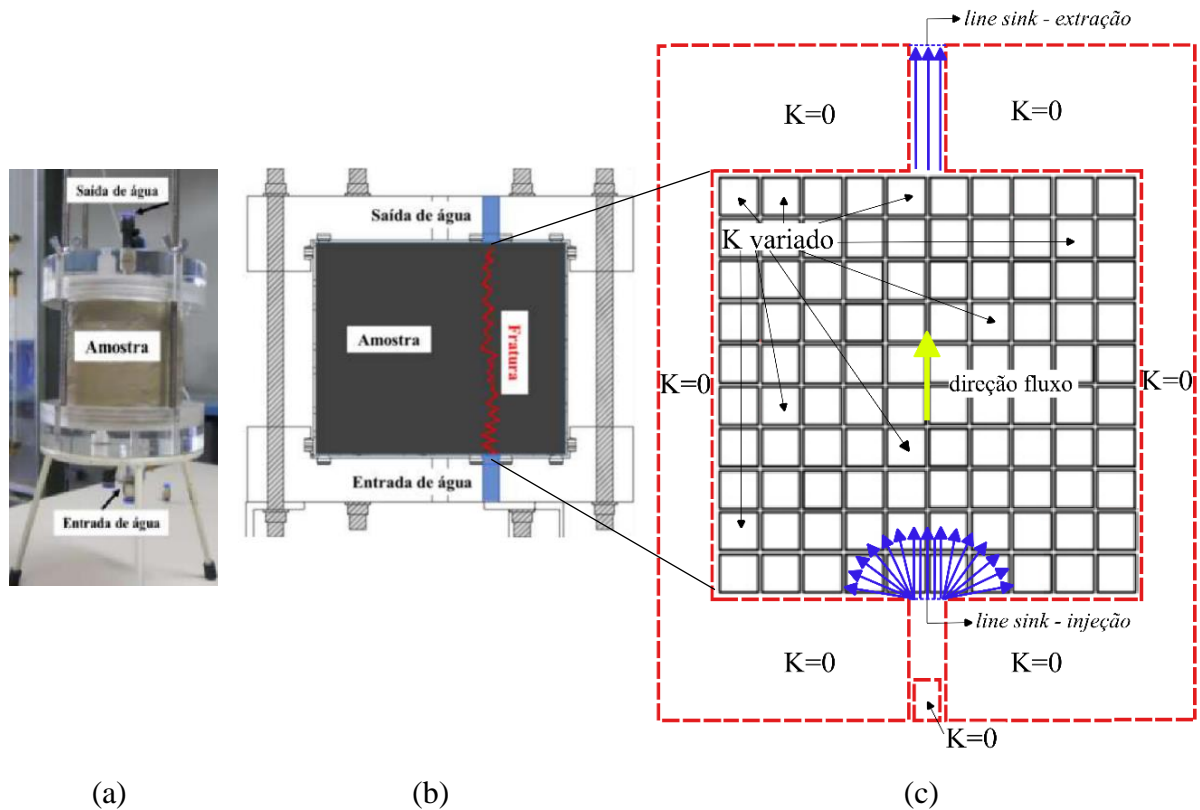 Saída de água
Amostra
Entrada de água
(a)
Saída de água
Amostra
Fratura
Entrada de água
(b)
line sink - extração
K=0
K=0
K variado
K=0
direção fluxo
K=0
line sink - injeção
K=0
K=0
K=0
(c)